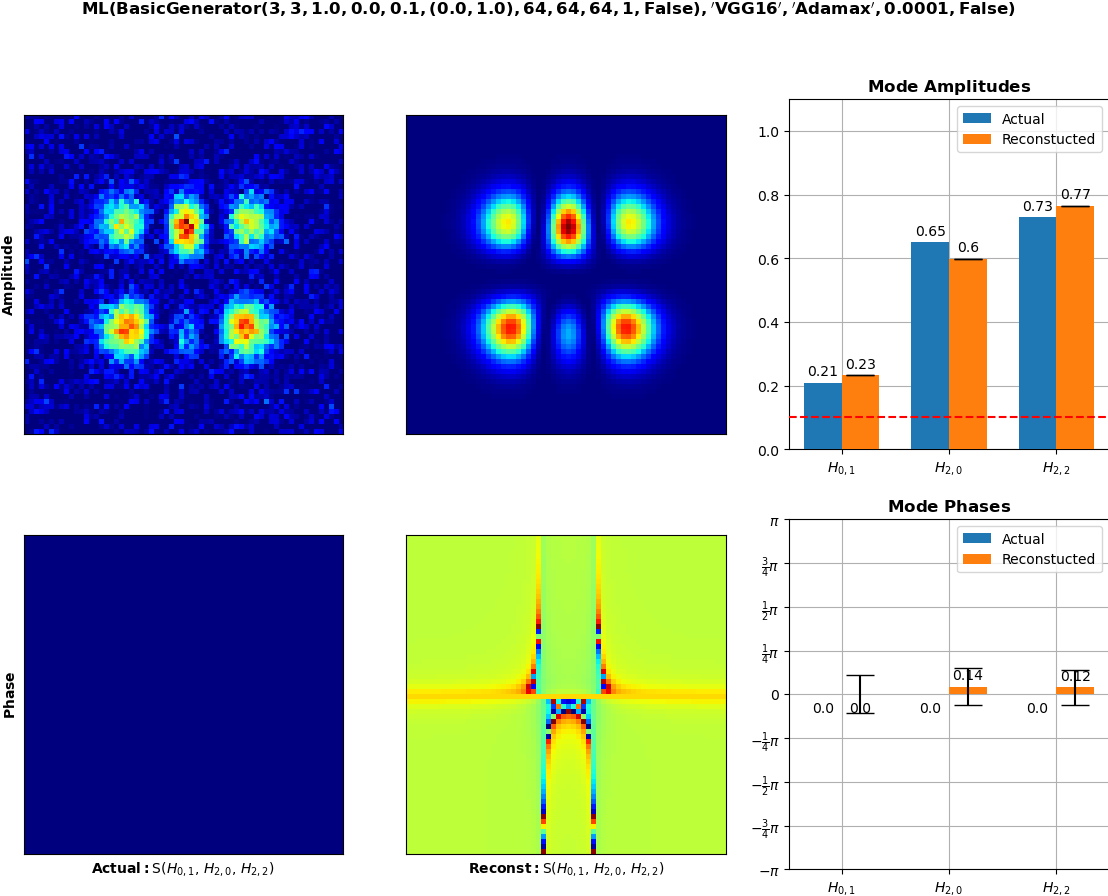 ML(BasicGenerator(3, 3, 1.0, 0.0, 0.1, (0.0, 1.0), 64, 64, 64, 1, False), ′VGG16′, ′Adamax′, 0.0001, False)
Amplitude
Mode Amplitudes
Actual
Reconstucted
1.0
0.8
0.6
0.4
0.2
0.0
0.21
0.23
0.65
0.6
0.73
0.77
H0, 1
H2, 0
H2, 2
Phase
Actual: S(H0, 1, H2, 0, H2, 2)
Reconst: S(H0, 1, H2, 0, H2, 2)
Mode Phases
Actual
Reconstucted
π
3/4π
1/2π
1/4π
0
−1/4π
−1/2π
−3/4π
−π
0.0
0.0
0.0
0.14
0.0
0.12
H0, 1
H2, 0
H2, 2